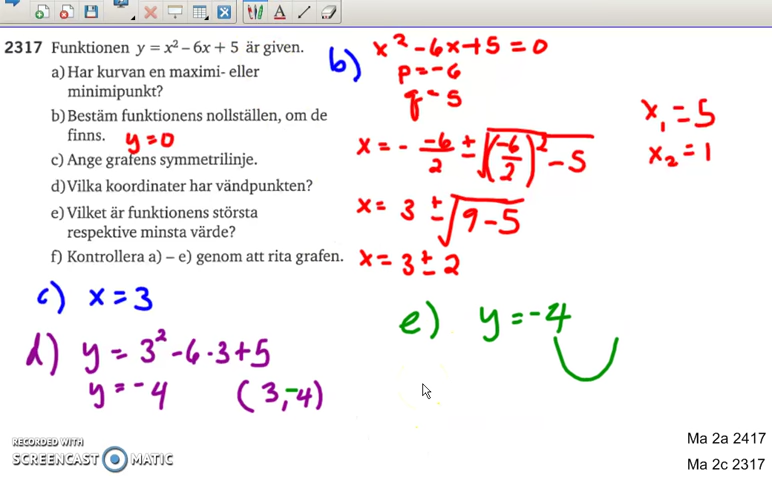 2317 Funktionen y = x² – 6x + 5 är given.
a) Har kurvan en maximi- eller
minimipunkt?
b) Bestäm funktionens nollställen, om de
finns. y = 0
c) Ange grafens symmetrilinje.
d) Vilka koordinater har vändpunkten?
e) Vilket är funktionens största
respektive minsta värde?
f) Kontrollera a) – e) genom att rita grafen.
b) x² - 6x + 5 = 0
p = -6
q = 5
x = - -6/2 ± √((-6/2)² - 5)
x = 3 ± √(9 - 5)
x = 3 ± 2
x₁ = 5
x₂ = 1
c) x = 3
d) y = 3² - 6 · 3 + 5
y = -4 (3, -4)
e) y = -4
RECORDED WITH
SCREENCAST O MATIC
Ma 2a 2417
Ma 2c 2317